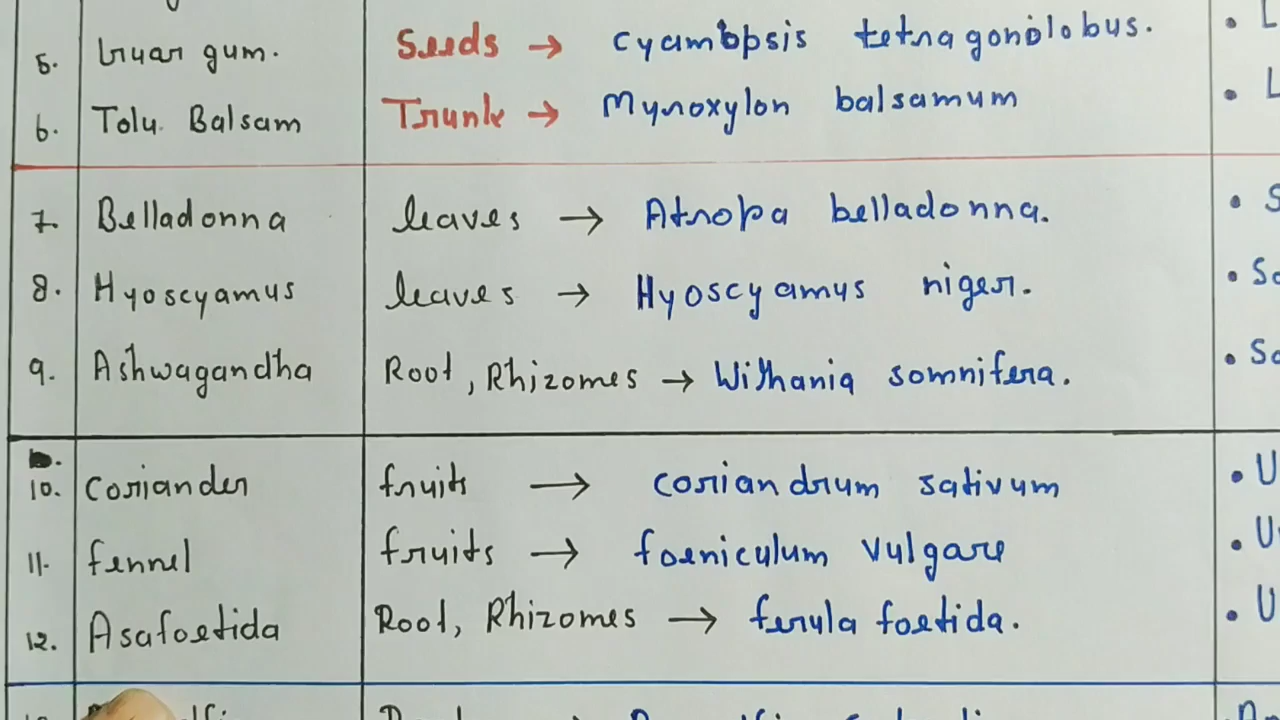 5. Guar gum. Seeds → Cyamopsis tetragonolobus. • L
6. Tolu Balsam Trunk → Myroxylon balsamum • L
7. Belladonna leaves → Atropa belladonna. • S
8. Hyoscyamus leaves → Hyoscyamus niger. • So
9. Ashwagandha Root, Rhizomes → Withania somnifera. • So
10. Coriander fruits → coriandrum sativum • U
11. fennel fruits → foeniculum vulgare • U
12. Asafoetida Root, Rhizomes → ferula foetida. • U